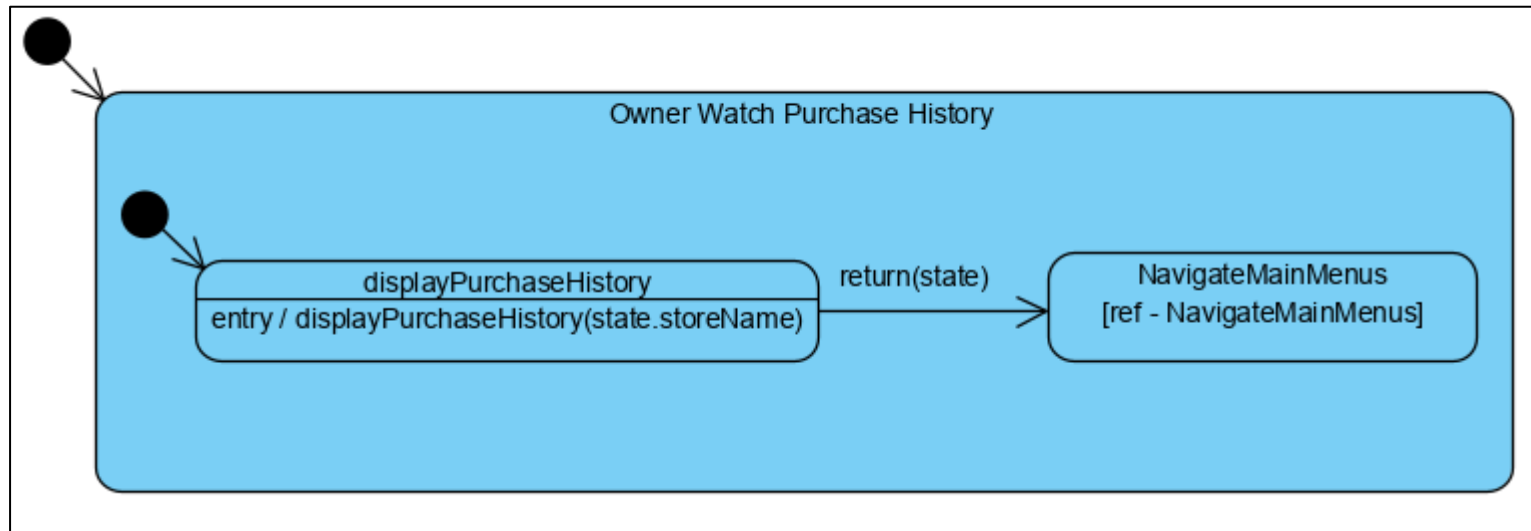 Owner Watch Purchase History
displayPurchaseHistory
entry / displayPurchaseHistory(state.storeName)
return(state)
NavigateMainMenus
[ref - NavigateMainMenus]